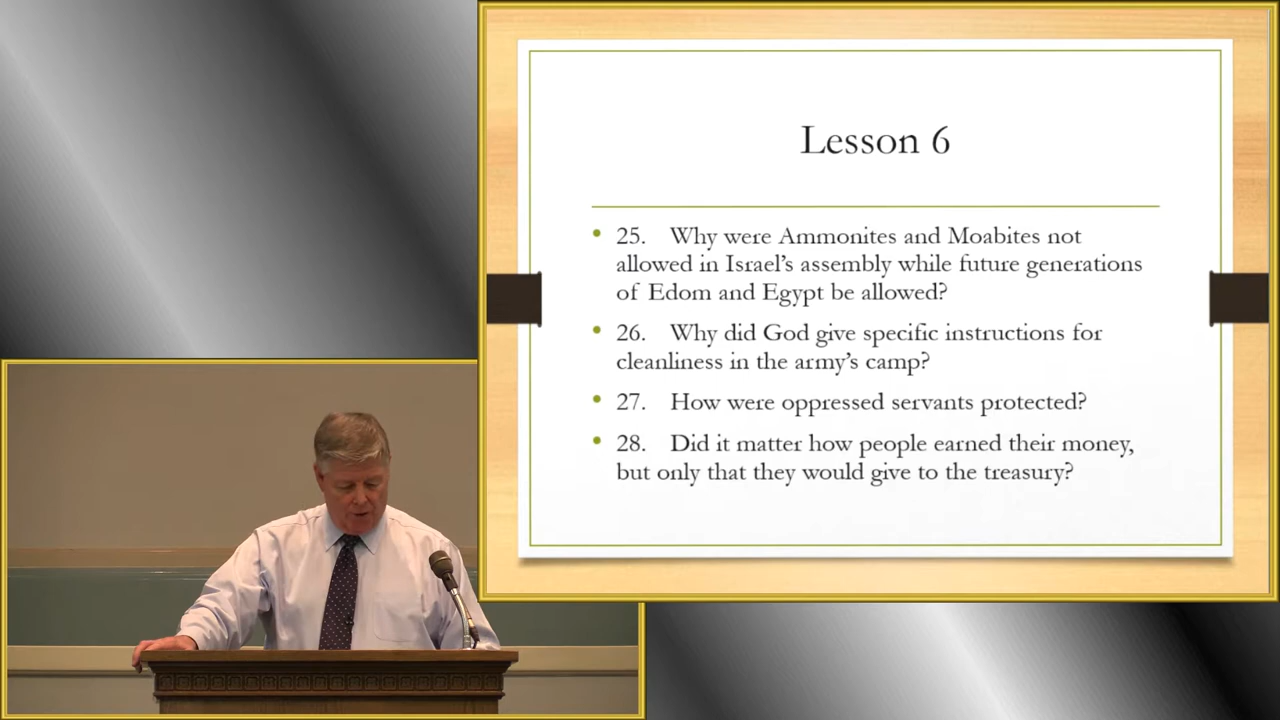 Lesson 6
• 25. Why were Ammonites and Moabites not
allowed in Israel's assembly while future generations
of Edom and Egypt be allowed?
• 26. Why did God give specific instructions for
cleanliness in the army's camp?
• 27. How were oppressed servants protected?
• 28. Did it matter how people earned their money,
but only that they would give to the treasury?